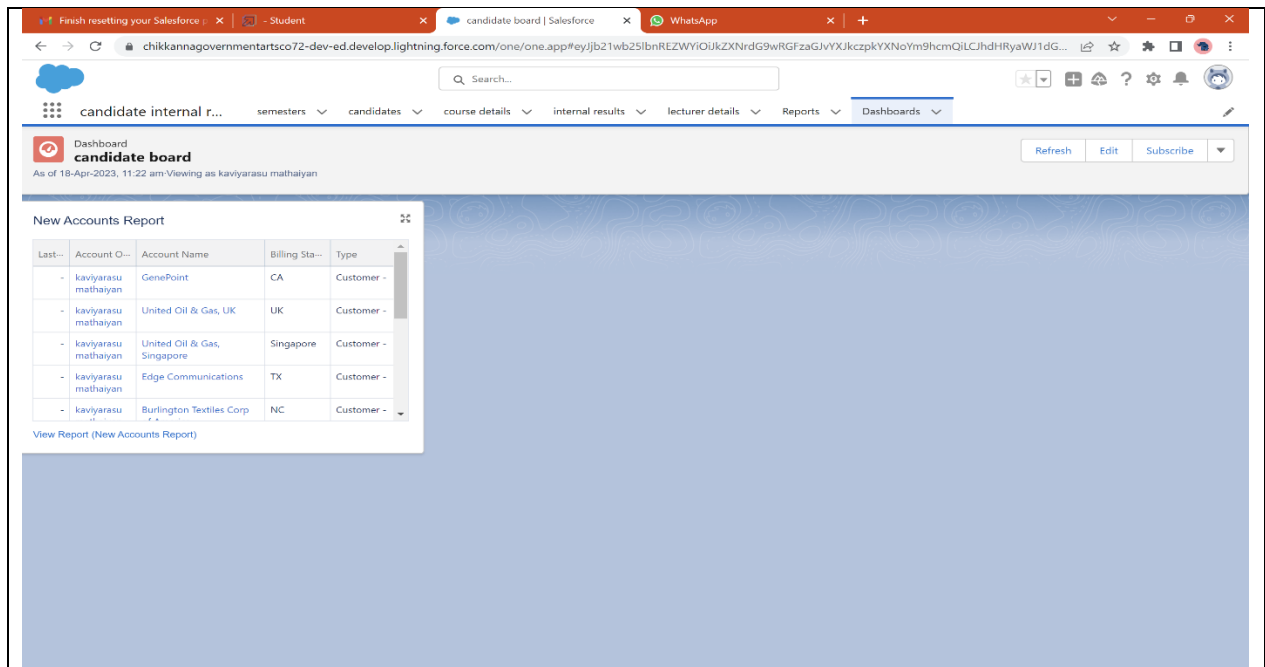 Finish resetting your Salesforce p
- Student
candidate board | Salesforce
WhatsApp
chikkannagovernmentartsco72-dev-ed.develop.lightning.force.com/one/one.app#eyJjb21wb25lbnREZWYiOiJkZXNrdG9wRGFzaGJvYXJkczpkYXNoYm9hcmQiLCJhdHRyaWJ1dG...
Search...
candidate internal r...
semesters
candidates
course details
internal results
lecturer details
Reports
Dashboards
Dashboard
candidate board
As of 18-Apr-2023, 11:22 am·Viewing as kaviyarasu mathaiyan
Refresh
Edit
Subscribe
New Accounts Report
Last... Account O... Account Name Billing Sta... Type
- kaviyarasu mathaiyan GenePoint CA Customer -
- kaviyarasu mathaiyan United Oil & Gas, UK UK Customer -
- kaviyarasu mathaiyan United Oil & Gas, Singapore Singapore Customer -
- kaviyarasu mathaiyan Edge Communications TX Customer -
- kaviyarasu Burlington Textiles Corp NC Customer -
View Report (New Accounts Report)